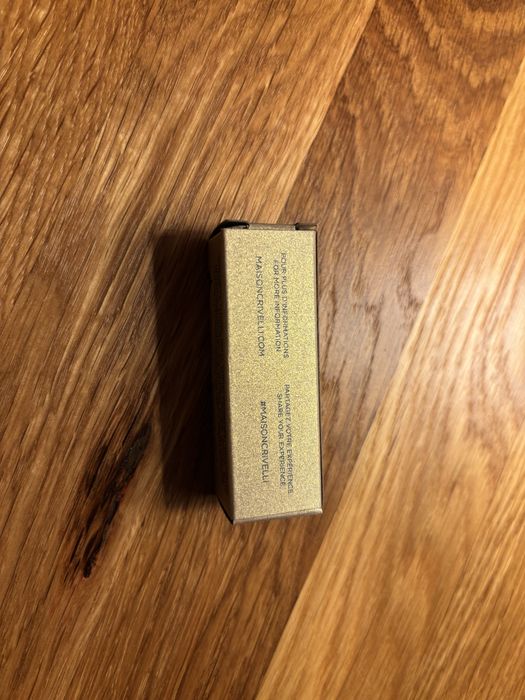 POUR PLUS D'INFORMATIONS
FOR MORE INFORMATION
MAISONCRIVELLI.COM
PARTAGEZ VOTRE EXPÉRIENCE
SHARE YOUR EXPERIENCE
#MAISONCRIVELLI